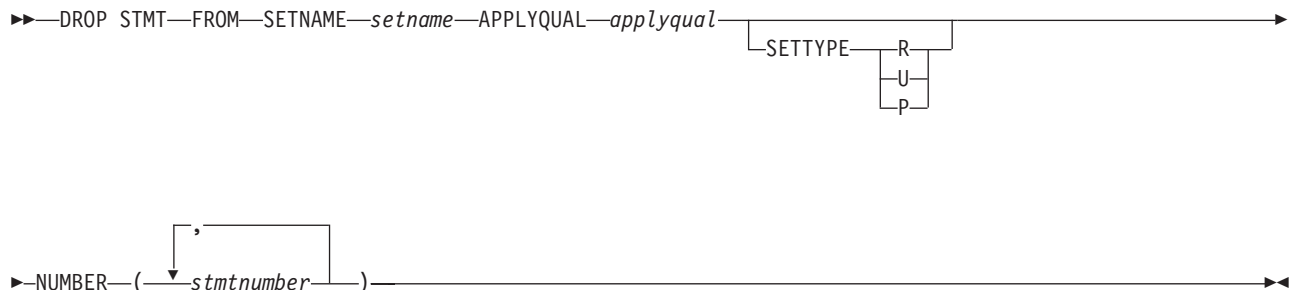 DROP STMT FROM SETNAME setname APPLYQUAL applyqual
SETTYPE R
U
P
,
NUMBER ( stmtnumber )